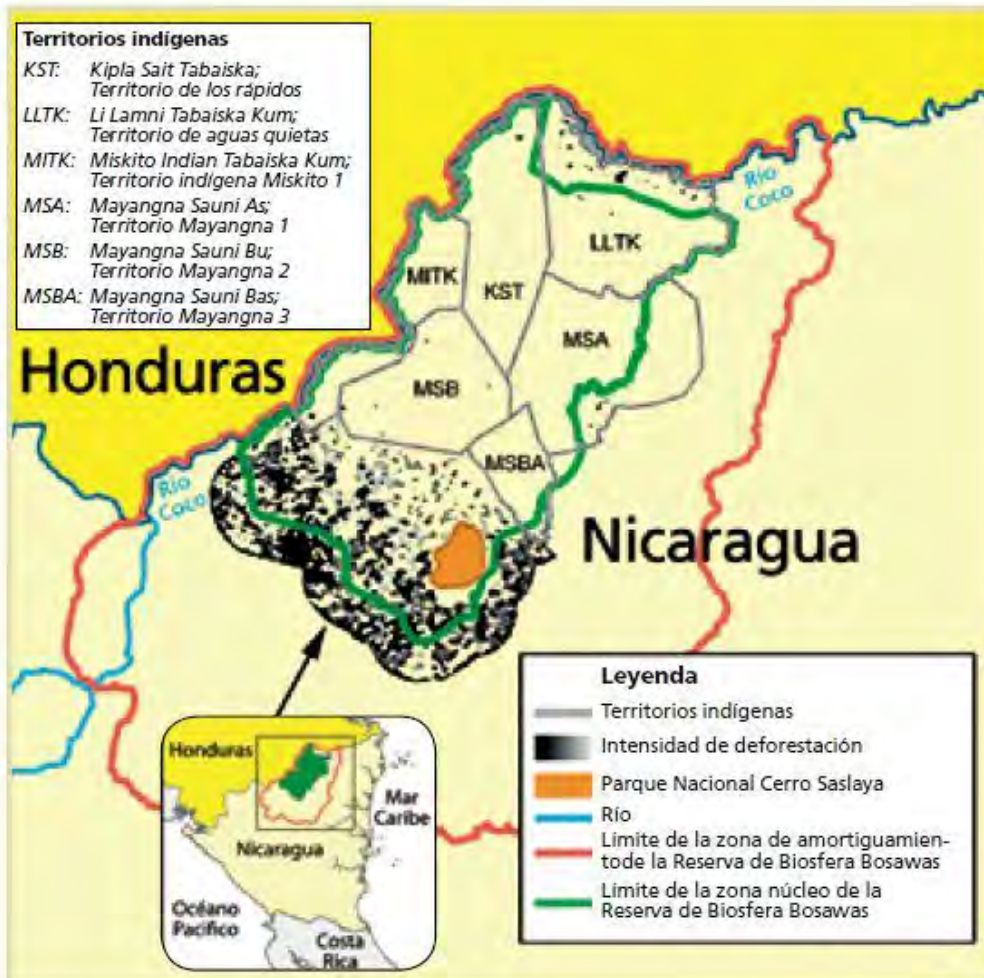 Territorios indígenas
KST: Kipla Sait Tabaiska;
Territorio de los rápidos
LLTK: Li Lamni Tabaiska Kum;
Territorio de aguas quietas
MITK: Miskito Indian Tabaiska Kum;
Territorio indígena Miskito 1
MSA: Mayangna Sauni As;
Territorio Mayangna 1
MSB: Mayangna Sauni Bu;
Territorio Mayangna 2
MSBA: Mayangna Sauni Bas;
Territorio Mayangna 3
Río
Coco
LLTK
MITK
KST
MSA
Honduras
MSB
MSBA
Río
Coco
Nicaragua
Leyenda
Territorios indígenas
Intensidad de deforestación
Parque Nacional Cerro Saslaya
Río
Límite de la zona de amortiguamien-
tode la Reserva de Biosfera Bosawas
Límite de la zona núcleo de la
Reserva de Biosfera Bosawas
Honduras
Mar
Caribe
Nicaragua
Océano
Pacífico
Costa
Rica